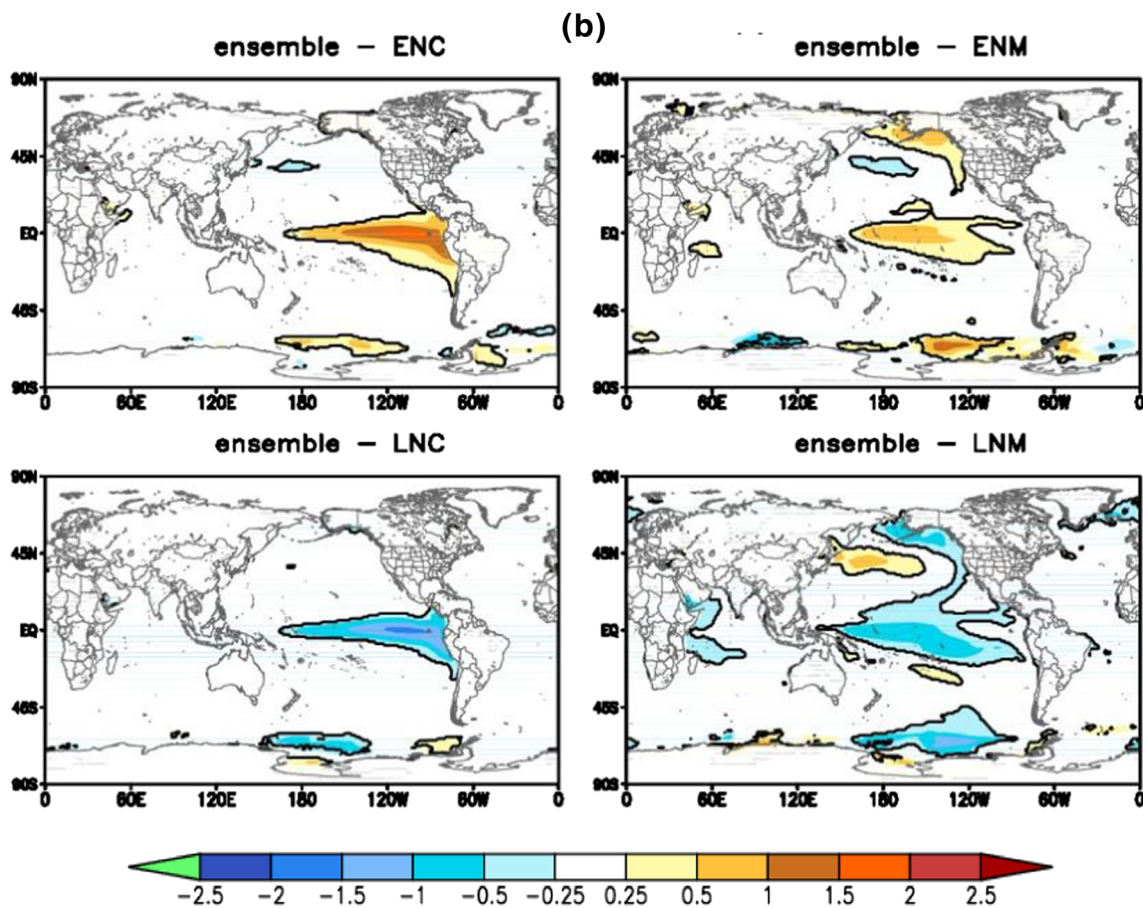 (b)
ensemble – ENC
ensemble – ENM
90N
45N
EQ
45S
90S
0 60E 120E 180 120W 60W 0
90N
45N
EQ
45S
90S
0 60E 120E 180 120W 60W 0
ensemble – LNC
ensemble – LNM
90N
45N
EQ
45S
90S
0 60E 120E 180 120W 60W 0
90N
45N
EQ
45S
90S
0 60E 120E 180 120W 60W 0
−2.5 −2 −1.5 −1 −0.5 −0.25 0.25 0.5 1 1.5 2 2.5